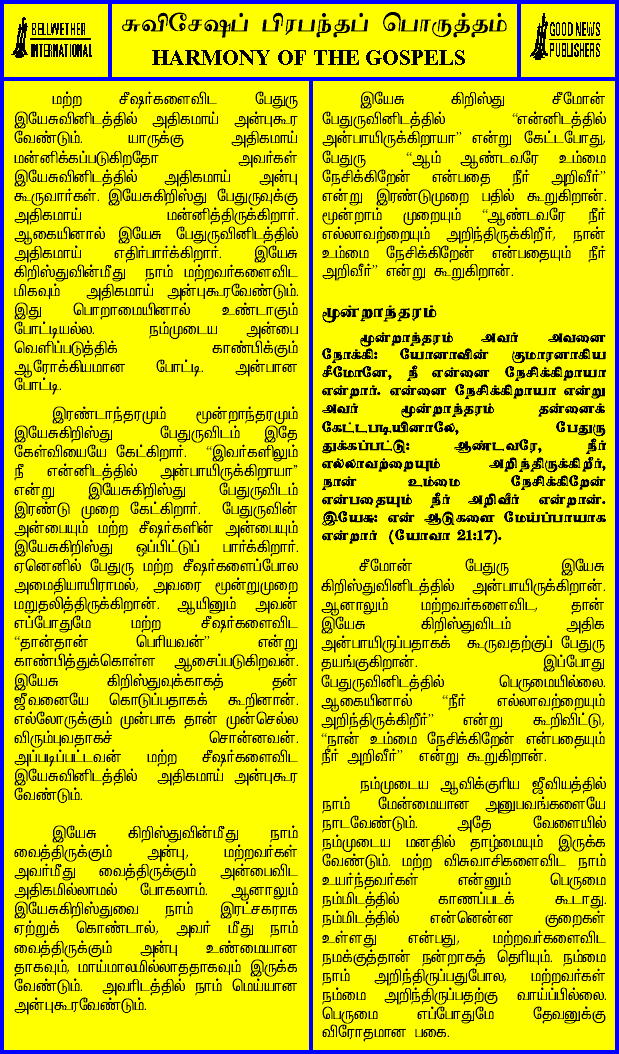 BELLWETHER
INTERNATIONAL
சுவிசேஷப் பிரபந்தப் பொருத்தம்
HARMONY OF THE GOSPELS
GOOD NEWS
PUBLISHERS
மற்ற சீஷர்களைவிட பேதுரு
இயேசுவினிடத்தில் அதிகமாய் அன்புகூர
வேண்டும். யாருக்கு அதிகமாய்
மன்னிக்கப்படுகிறதோ அவர்கள்
இயேசுவினிடத்தில் அதிகமாய் அன்பு
கூருவார்கள். இயேசுகிறிஸ்து பேதுருவுக்கு
அதிகமாய் மன்னித்திருக்கிறார்.
ஆகையினால் இயேசு பேதுருவினிடத்தில்
அதிகமாய் எதிர்பார்க்கிறார். இயேசு
கிறிஸ்துவின்மீது நாம் மற்றவர்களைவிட
மிகவும் அதிகமாய் அன்புகூரவேண்டும்.
இது பொறாமையினால் உண்டாகும்
போட்டியல்ல. நம்முடைய அன்பை
வெளிப்படுத்திக் காண்பிக்கும்
ஆரோக்கியமான போட்டி. அன்பான
போட்டி.
இரண்டாந்தரமும் மூன்றாந்தரமும்
இயேசுகிறிஸ்து பேதுருவிடம் இதே
கேள்வியையே கேட்கிறார். “இவர்களிலும்
நீ என்னிடத்தில் அன்பாயிருக்கிறாயா”
என்று இயேசுகிறிஸ்து பேதுருவிடம்
இரண்டு முறை கேட்கிறார். பேதுருவின்
அன்பையும் மற்ற சீஷர்களின் அன்பையும்
இயேசுகிறிஸ்து ஒப்பிட்டுப் பார்க்கிறார்.
ஏனெனில் பேதுரு மற்ற சீஷர்களைப்போல
அமைதியாயிராமல், அவரை மூன்றுமுறை
மறுதலித்திருக்கிறான். ஆயினும் அவன்
எப்போதுமே மற்ற சீஷர்களைவிட
“தான்தான் பெரியவன்” என்று
காண்பித்துக்கொள்ள ஆசைப்படுகிறவன்.
இயேசு கிறிஸ்துவுக்காகத் தன்
ஜீவனையே கொடுப்பதாகக் கூறினான்.
எல்லோருக்கும் முன்பாக தான் முன்செல்ல
விரும்புவதாகச் சொன்னவன்.
அப்படிப்பட்டவன் மற்ற சீஷர்களைவிட
இயேசுவினிடத்தில் அதிகமாய் அன்புகூர
வேண்டும்.
இயேசு கிறிஸ்துவின்மீது நாம்
வைத்திருக்கும் அன்பு, மற்றவர்கள்
அவர்மீது வைத்திருக்கும் அன்பைவிட
அதிகமில்லாமல் போகலாம். ஆனாலும்
இயேசுகிறிஸ்துவை நாம் இரட்சகராக
ஏற்றுக் கொண்டால், அவர் மீது நாம்
வைத்திருக்கும் அன்பு உண்மையான
தாகவும், மாய்மாலமில்லாததாகவும் இருக்க
வேண்டும். அவரிடத்தில் நாம் மெய்யான
அன்புகூரவேண்டும்.
இயேசு கிறிஸ்து சீமோன்
பேதுருவினிடத்தில் “என்னிடத்தில்
அன்பாயிருக்கிறாயா” என்று கேட்டபோது,
பேதுரு “ஆம் ஆண்டவரே உம்மை
நேசிக்கிறேன் என்பதை நீர் அறிவீர்”
என்று இரண்டுமுறை பதில் கூறுகிறான்.
மூன்றாம் முறையும் “ஆண்டவரே நீர்
எல்லாவற்றையும் அறிந்திருக்கிறீர், நான்
உம்மை நேசிக்கிறேன் என்பதையும் நீர்
அறிவீர்” என்று கூறுகிறான்.
மூன்றாந்தரம்
மூன்றாந்தரம் அவர் அவனை
நோக்கி: யோனாவின் குமாரனாகிய
சீமோனே, நீ என்னை நேசிக்கிறாயா
என்றார். என்னை நேசிக்கிறாயா என்று
அவர் மூன்றாந்தரம் தன்னைக்
கேட்டபடியினாலே, பேதுரு
துக்கப்பட்டு: ஆண்டவரே, நீர்
எல்லாவற்றையும் அறிந்திருக்கிறீர்,
நான் உம்மை நேசிக்கிறேன்
என்பதையும் நீர் அறிவீர் என்றான்.
இயேசு: என் ஆடுகளை மேய்ப்பாயாக
என்றார் (யோவா 21:17).
சீமோன் பேதுரு இயேசு
கிறிஸ்துவினிடத்தில் அன்பாயிருக்கிறான்.
ஆனாலும் மற்றவர்களைவிட, தான்
இயேசு கிறிஸ்துவிடம் அதிக
அன்பாயிருப்பதாகக் கூருவதற்குப் பேதுரு
தயங்குகிறான். இப்போது
பேதுருவினிடத்தில் பெருமையில்லை.
ஆகையினால் “நீர் எல்லாவற்றையும்
அறிந்திருக்கிறீர்” என்று கூறிவிட்டு,
“நான் உம்மை நேசிக்கிறேன் என்பதையும்
நீர் அறிவீர்” என்று கூறுகிறான்.
நம்முடைய ஆவிக்குரிய ஜீவியத்தில்
நாம் மேன்மையான அனுபவங்களையே
நாடவேண்டும். அதே வேளையில்
நம்முடைய மனதில் தாழ்மையும் இருக்க
வேண்டும். மற்ற விசுவாசிகளைவிட நாம்
உயர்ந்தவர்கள் என்னும் பெருமை
நம்மிடத்தில் காணப்படக் கூடாது.
நம்மிடத்தில் என்னென்ன குறைகள்
உள்ளது என்பது, மற்றவர்களைவிட
நமக்குத்தான் நன்றாகத் தெரியும். நம்மை
நாம் அறிந்திருப்பதுபோல, மற்றவர்கள்
நம்மை அறிந்திருப்பதற்கு வாய்ப்பில்லை.
பெருமை எப்போதுமே தேவனுக்கு
விரோதமான பகை.